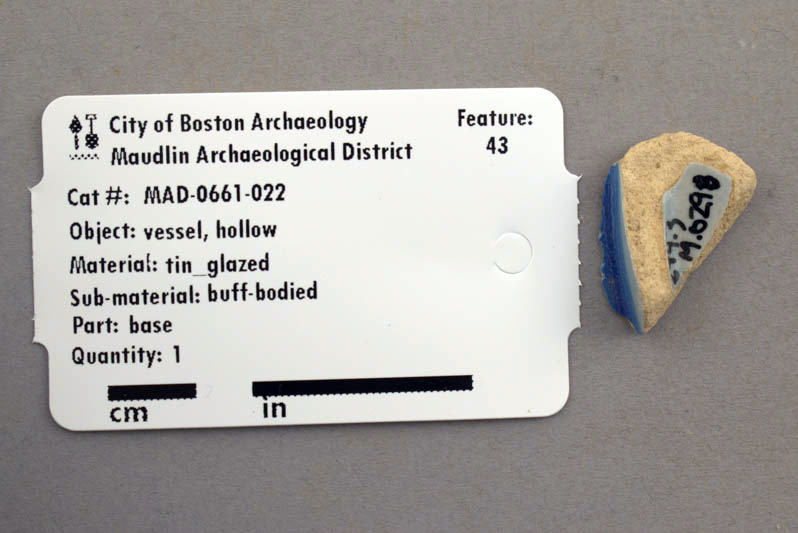 City of Boston Archaeology
Maudlin Archaeological District
Feature:
43
Cat #: MAD-0661-022
Object: vessel, hollow
Material: tin_glazed
Sub-material: buff-bodied
Part: base
Quantity: 1
cm
in
M.0298